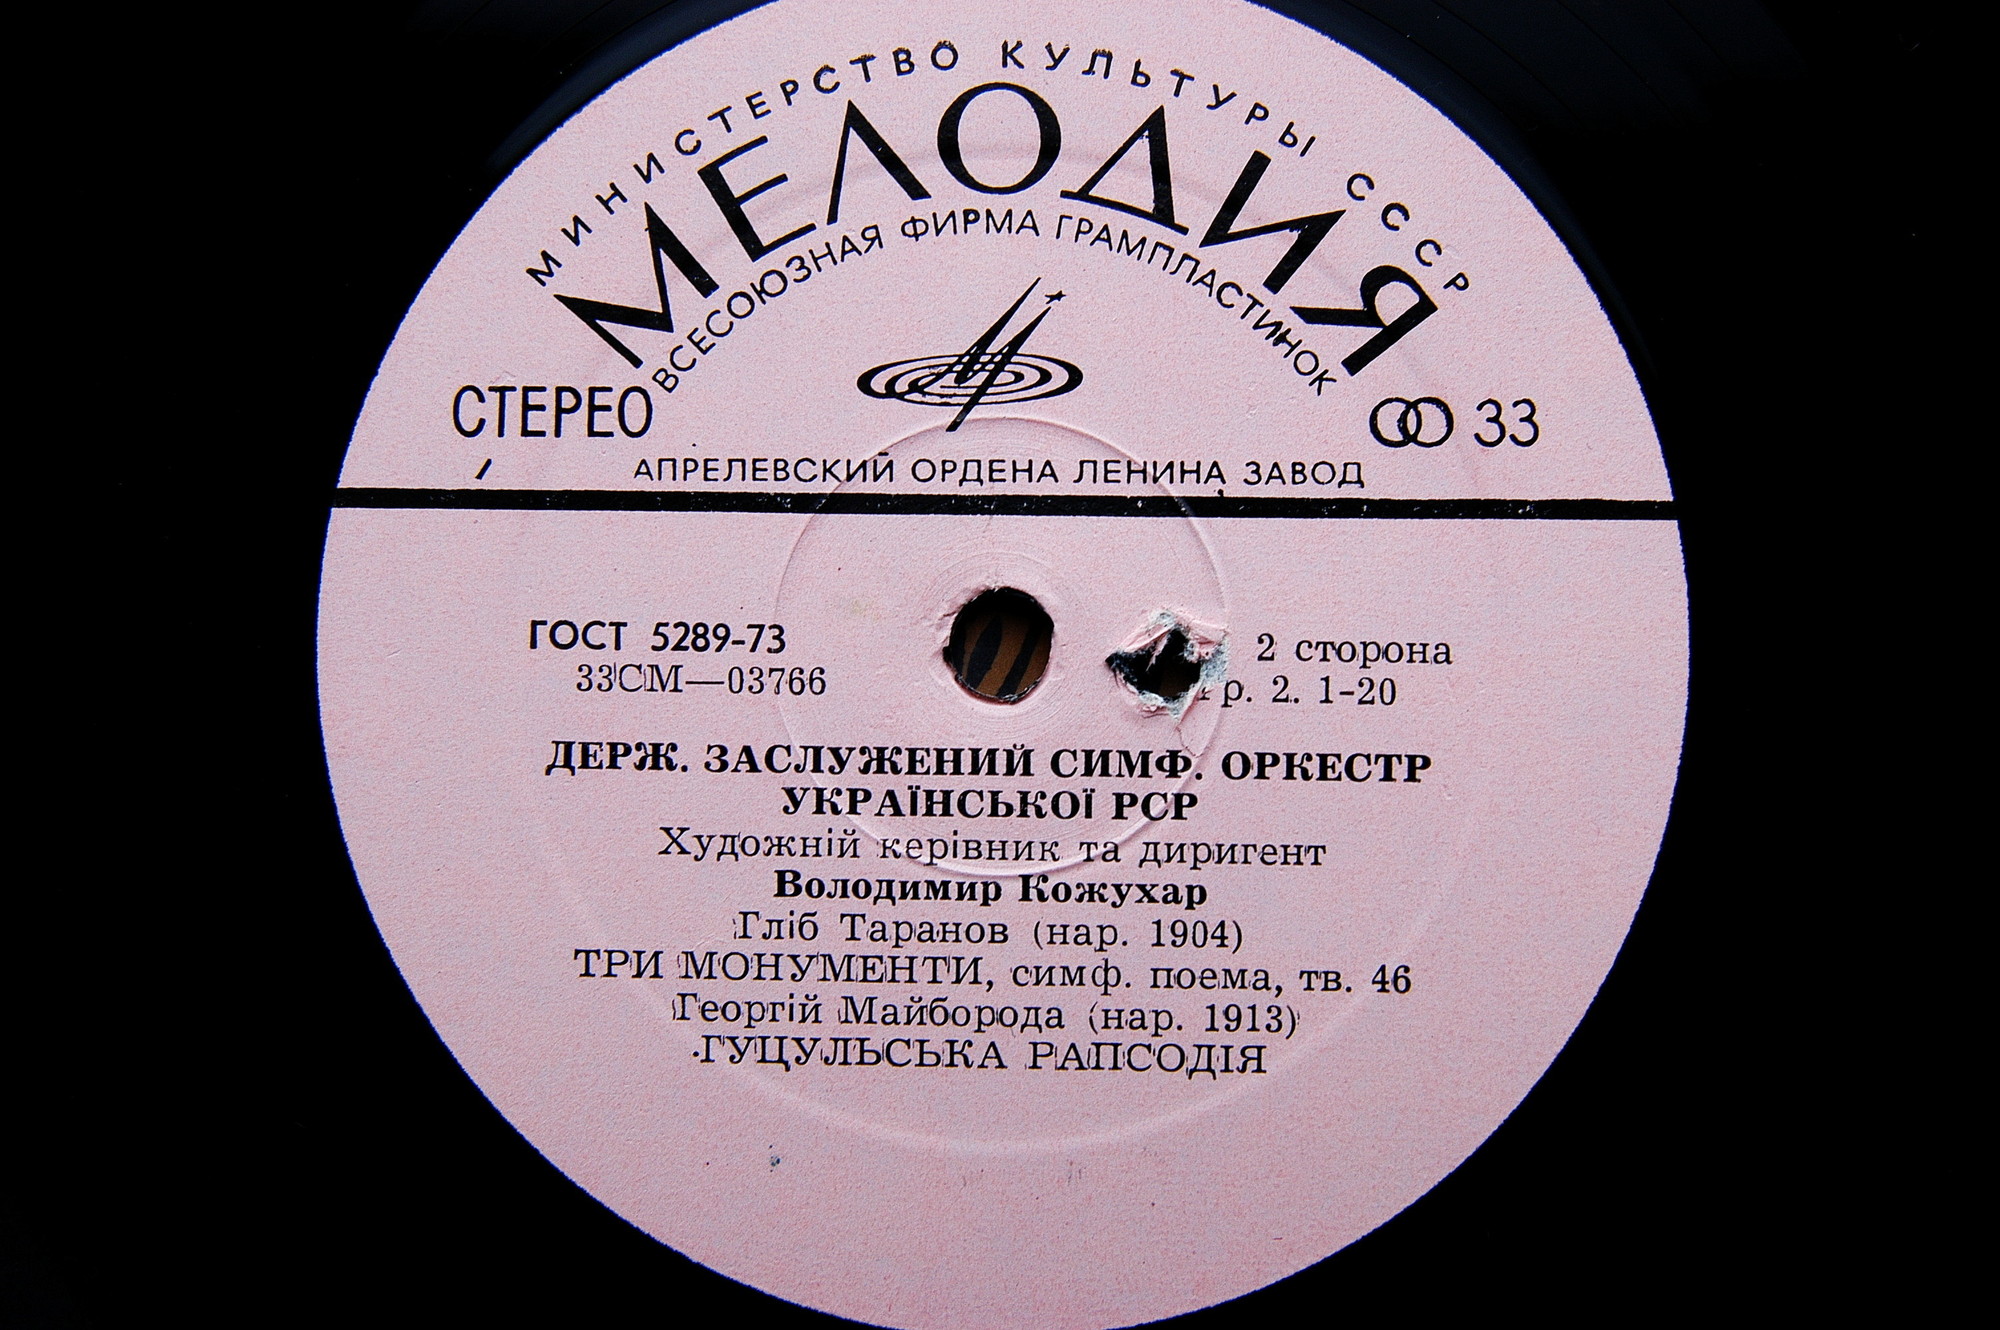 МИНИСТЕРСТВО КУЛЬТУРЫ СССР
МЕЛОДИЯ
ВСЕСОЮЗНАЯ ФИРМА ГРАМПЛАСТИНОК
СТЕРЕО
33
АПРЕЛЕВСКИЙ ОРДЕНА ЛЕНИНА ЗАВОД
ГОСТ 5289-73
2 сторона
33СМ—03766
Гр. 2. 1-20
ДЕРЖ. ЗАСЛУЖЕНИЙ СИМФ. ОРКЕСТР
УКРАЇНСЬКОЇ РСР
Художній керівник та диригент
Володимир Кожухар
Гліб Таранов (нар. 1904)
ТРИ МОНУМЕНТИ, симф. поема, тв. 46
Георгій Майборода (нар. 1913)
ГУЦУЛЬСЬКА РАПСОДІЯ